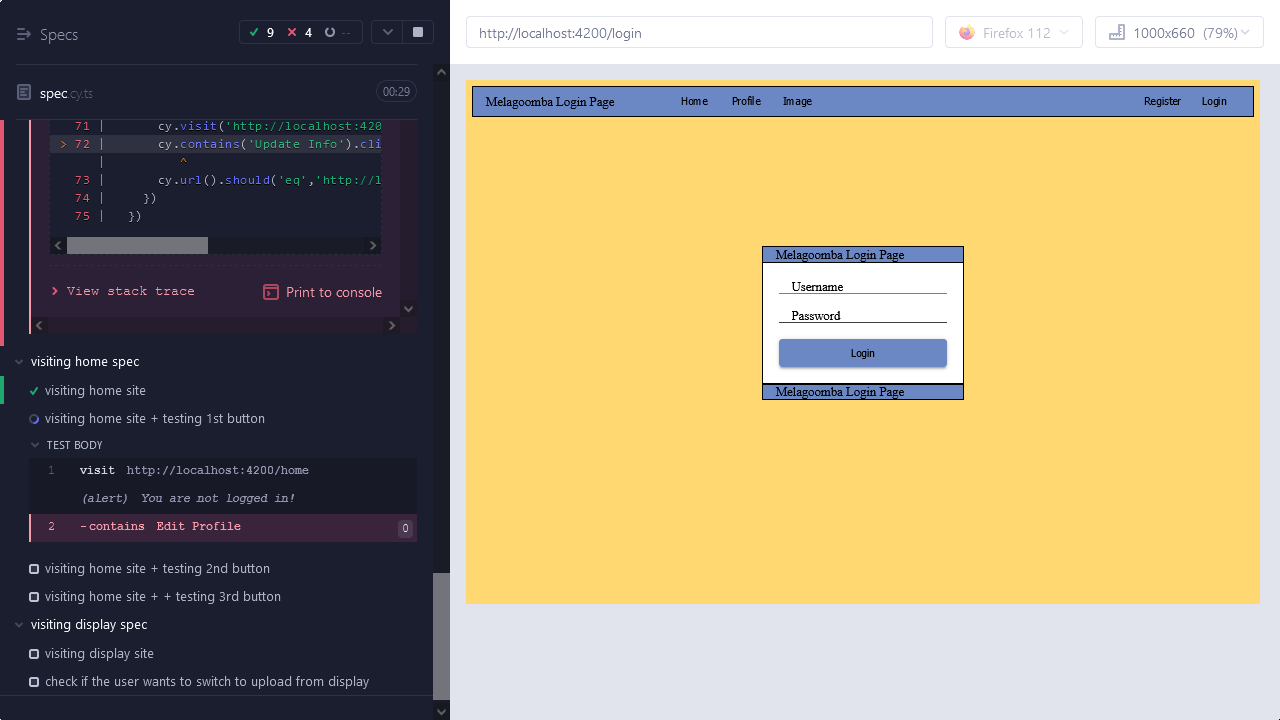 Specs
9 4 --
spec.cy.ts 00:29
71 | cy.visit('http://localhost:420
> 72 | cy.contains('Update Info').cli
| ^
73 | cy.url().should('eq','http://l
74 | })
75 | })
View stack trace Print to console
visiting home spec
visiting home site
visiting home site + testing 1st button
TEST BODY
1 visit http://localhost:4200/home
(alert) You are not logged in!
2 -contains Edit Profile 0
visiting home site + testing 2nd button
visiting home site + + testing 3rd button
visiting display spec
visiting display site
check if the user wants to switch to upload from display
http://localhost:4200/login Firefox 112 1000x660 (79%)
Melagoomba Login Page Home Profile Image Register Login
Melagoomba Login Page
Username
Password
Login
Melagoomba Login Page